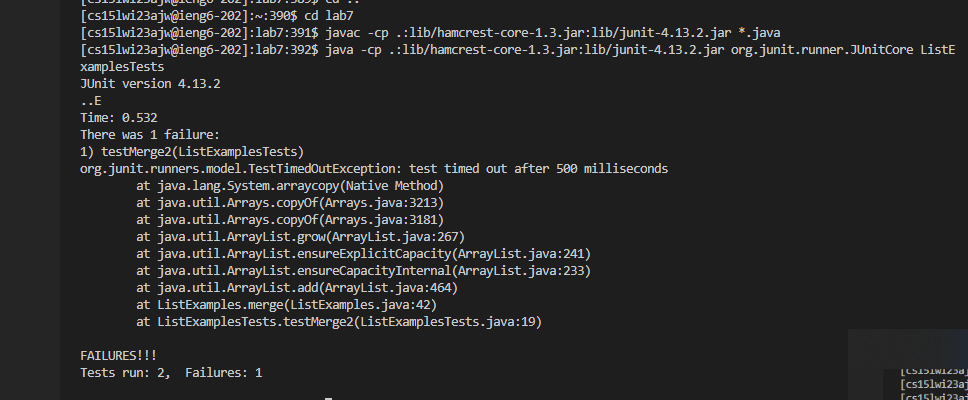 [cs15lwi23ajw@ieng6-202]:lab7:389$ cd ..
[cs15lwi23ajw@ieng6-202]:~:390$ cd lab7
[cs15lwi23ajw@ieng6-202]:lab7:391$ javac -cp .:lib/hamcrest-core-1.3.jar:lib/junit-4.13.2.jar *.java
[cs15lwi23ajw@ieng6-202]:lab7:392$ java -cp .:lib/hamcrest-core-1.3.jar:lib/junit-4.13.2.jar org.junit.runner.JUnitCore ListE
xamplesTests
JUnit version 4.13.2
..E
Time: 0.532
There was 1 failure:
1) testMerge2(ListExamplesTests)
org.junit.runners.model.TestTimedOutException: test timed out after 500 milliseconds
at java.lang.System.arraycopy(Native Method)
at java.util.Arrays.copyOf(Arrays.java:3213)
at java.util.Arrays.copyOf(Arrays.java:3181)
at java.util.ArrayList.grow(ArrayList.java:267)
at java.util.ArrayList.ensureExplicitCapacity(ArrayList.java:241)
at java.util.ArrayList.ensureCapacityInternal(ArrayList.java:233)
at java.util.ArrayList.add(ArrayList.java:464)
at ListExamples.merge(ListExamples.java:42)
at ListExamplesTests.testMerge2(ListExamplesTests.java:19)
FAILURES!!!
Tests run: 2,  Failures: 1
[cs15lwi23aj
[cs15lwi23aj